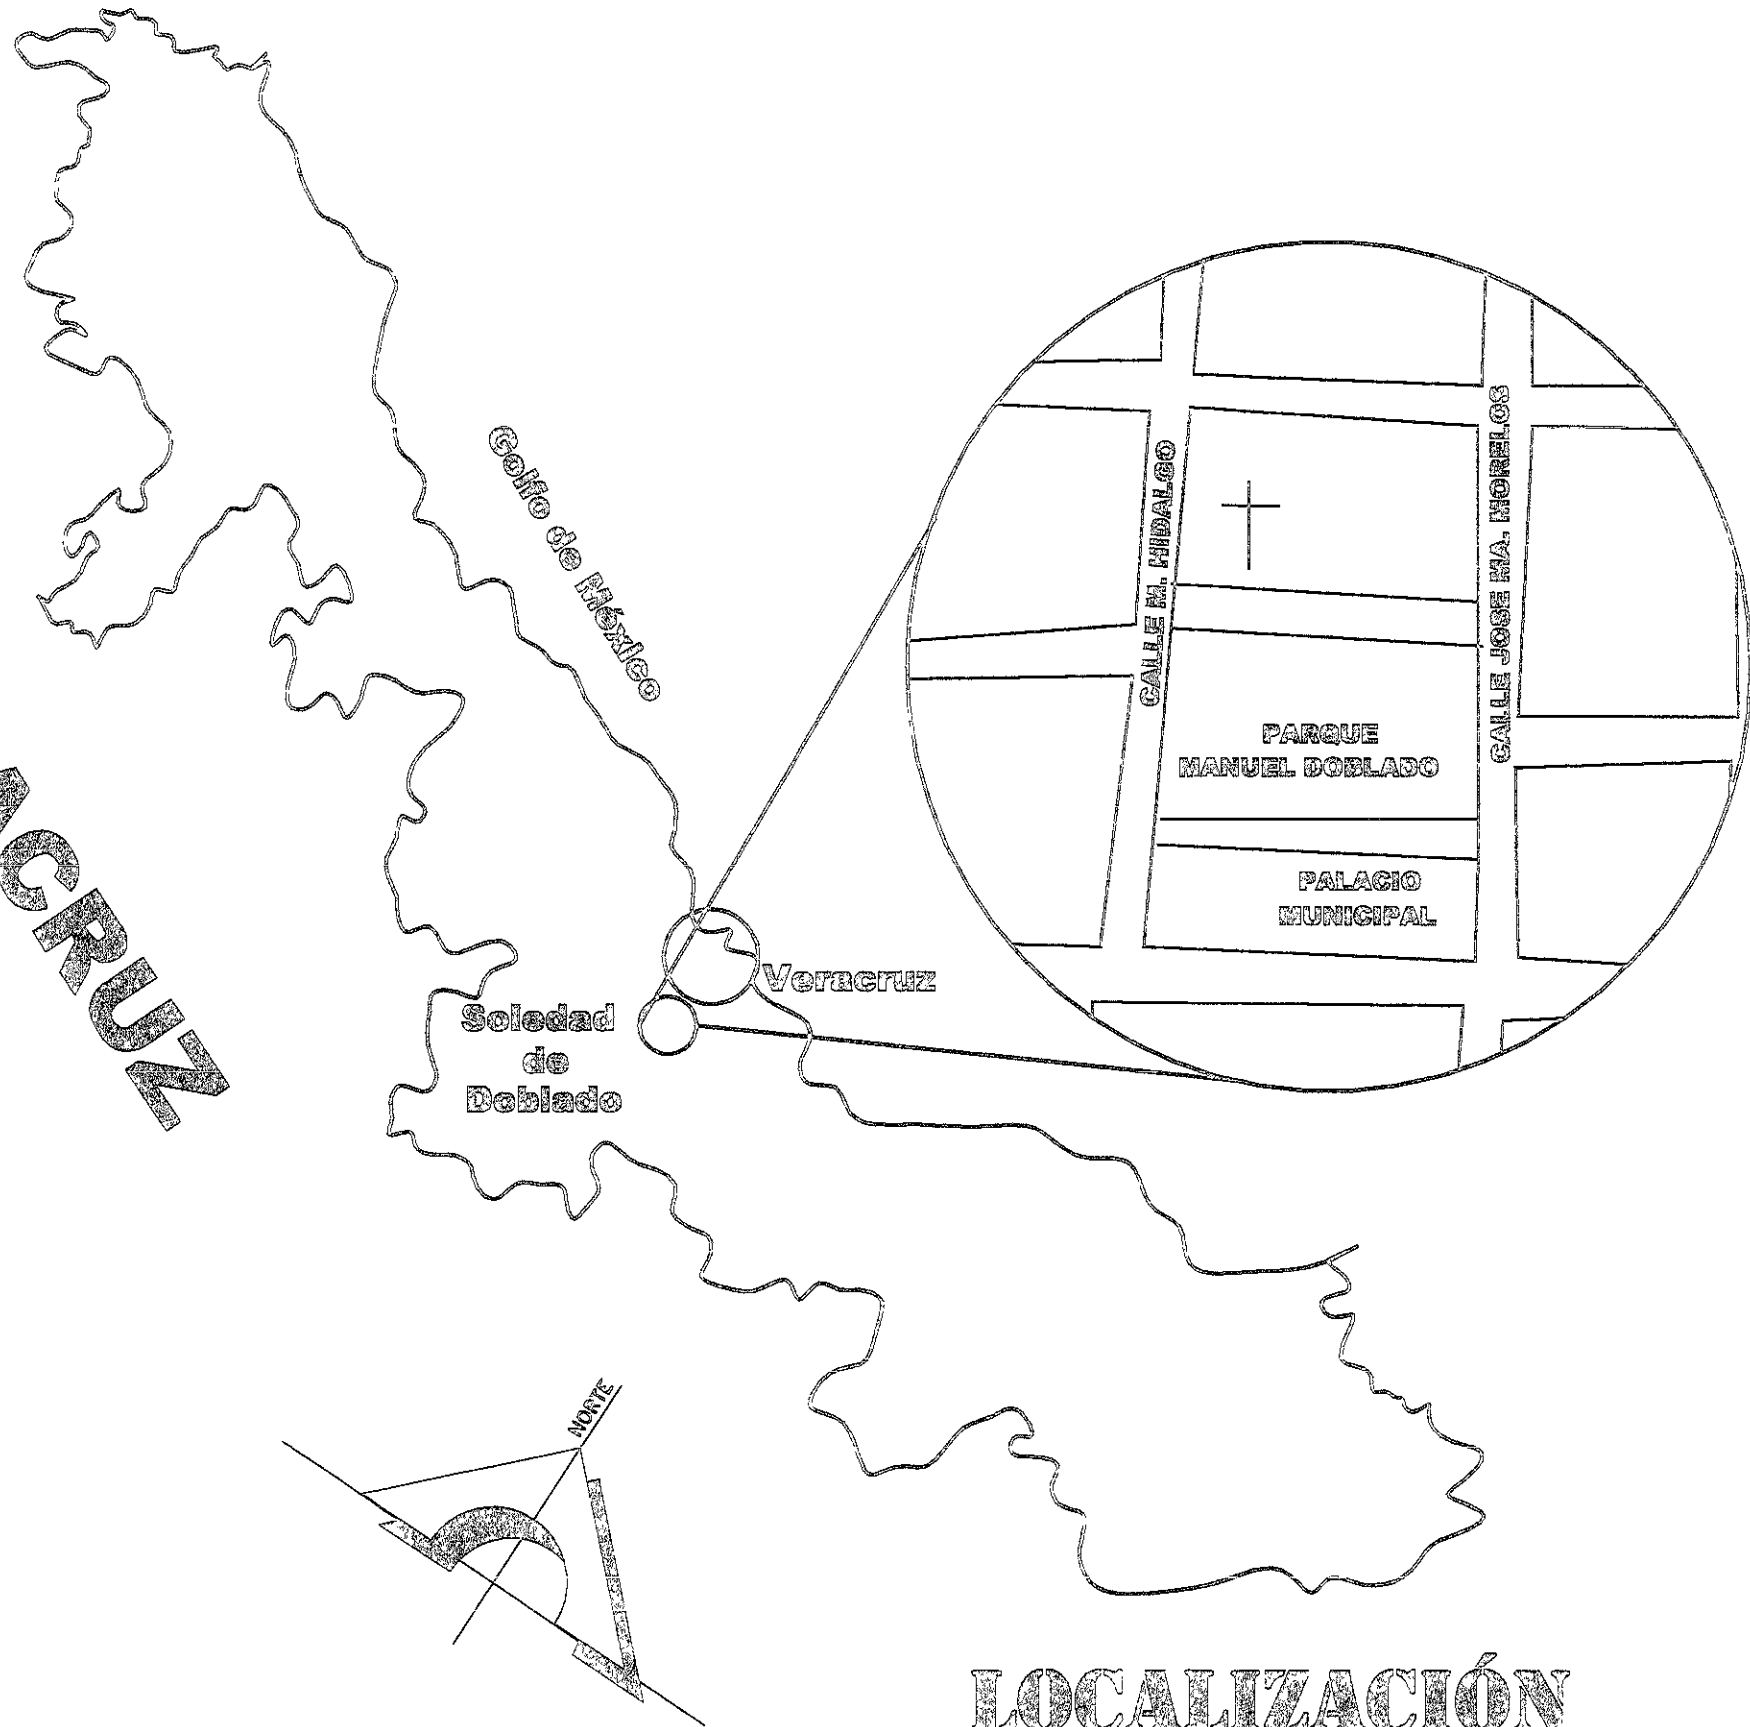 Golfo de México
CALLE M. HIDALGO
CALLE JOSE MA. MORELOS
PARQUE
MANUEL DOBLADO
PALACIO
MUNICIPAL
Veracruz
Soledad
de
Doblado
ACRUZ
NORTE
LOCALIZACIÓN